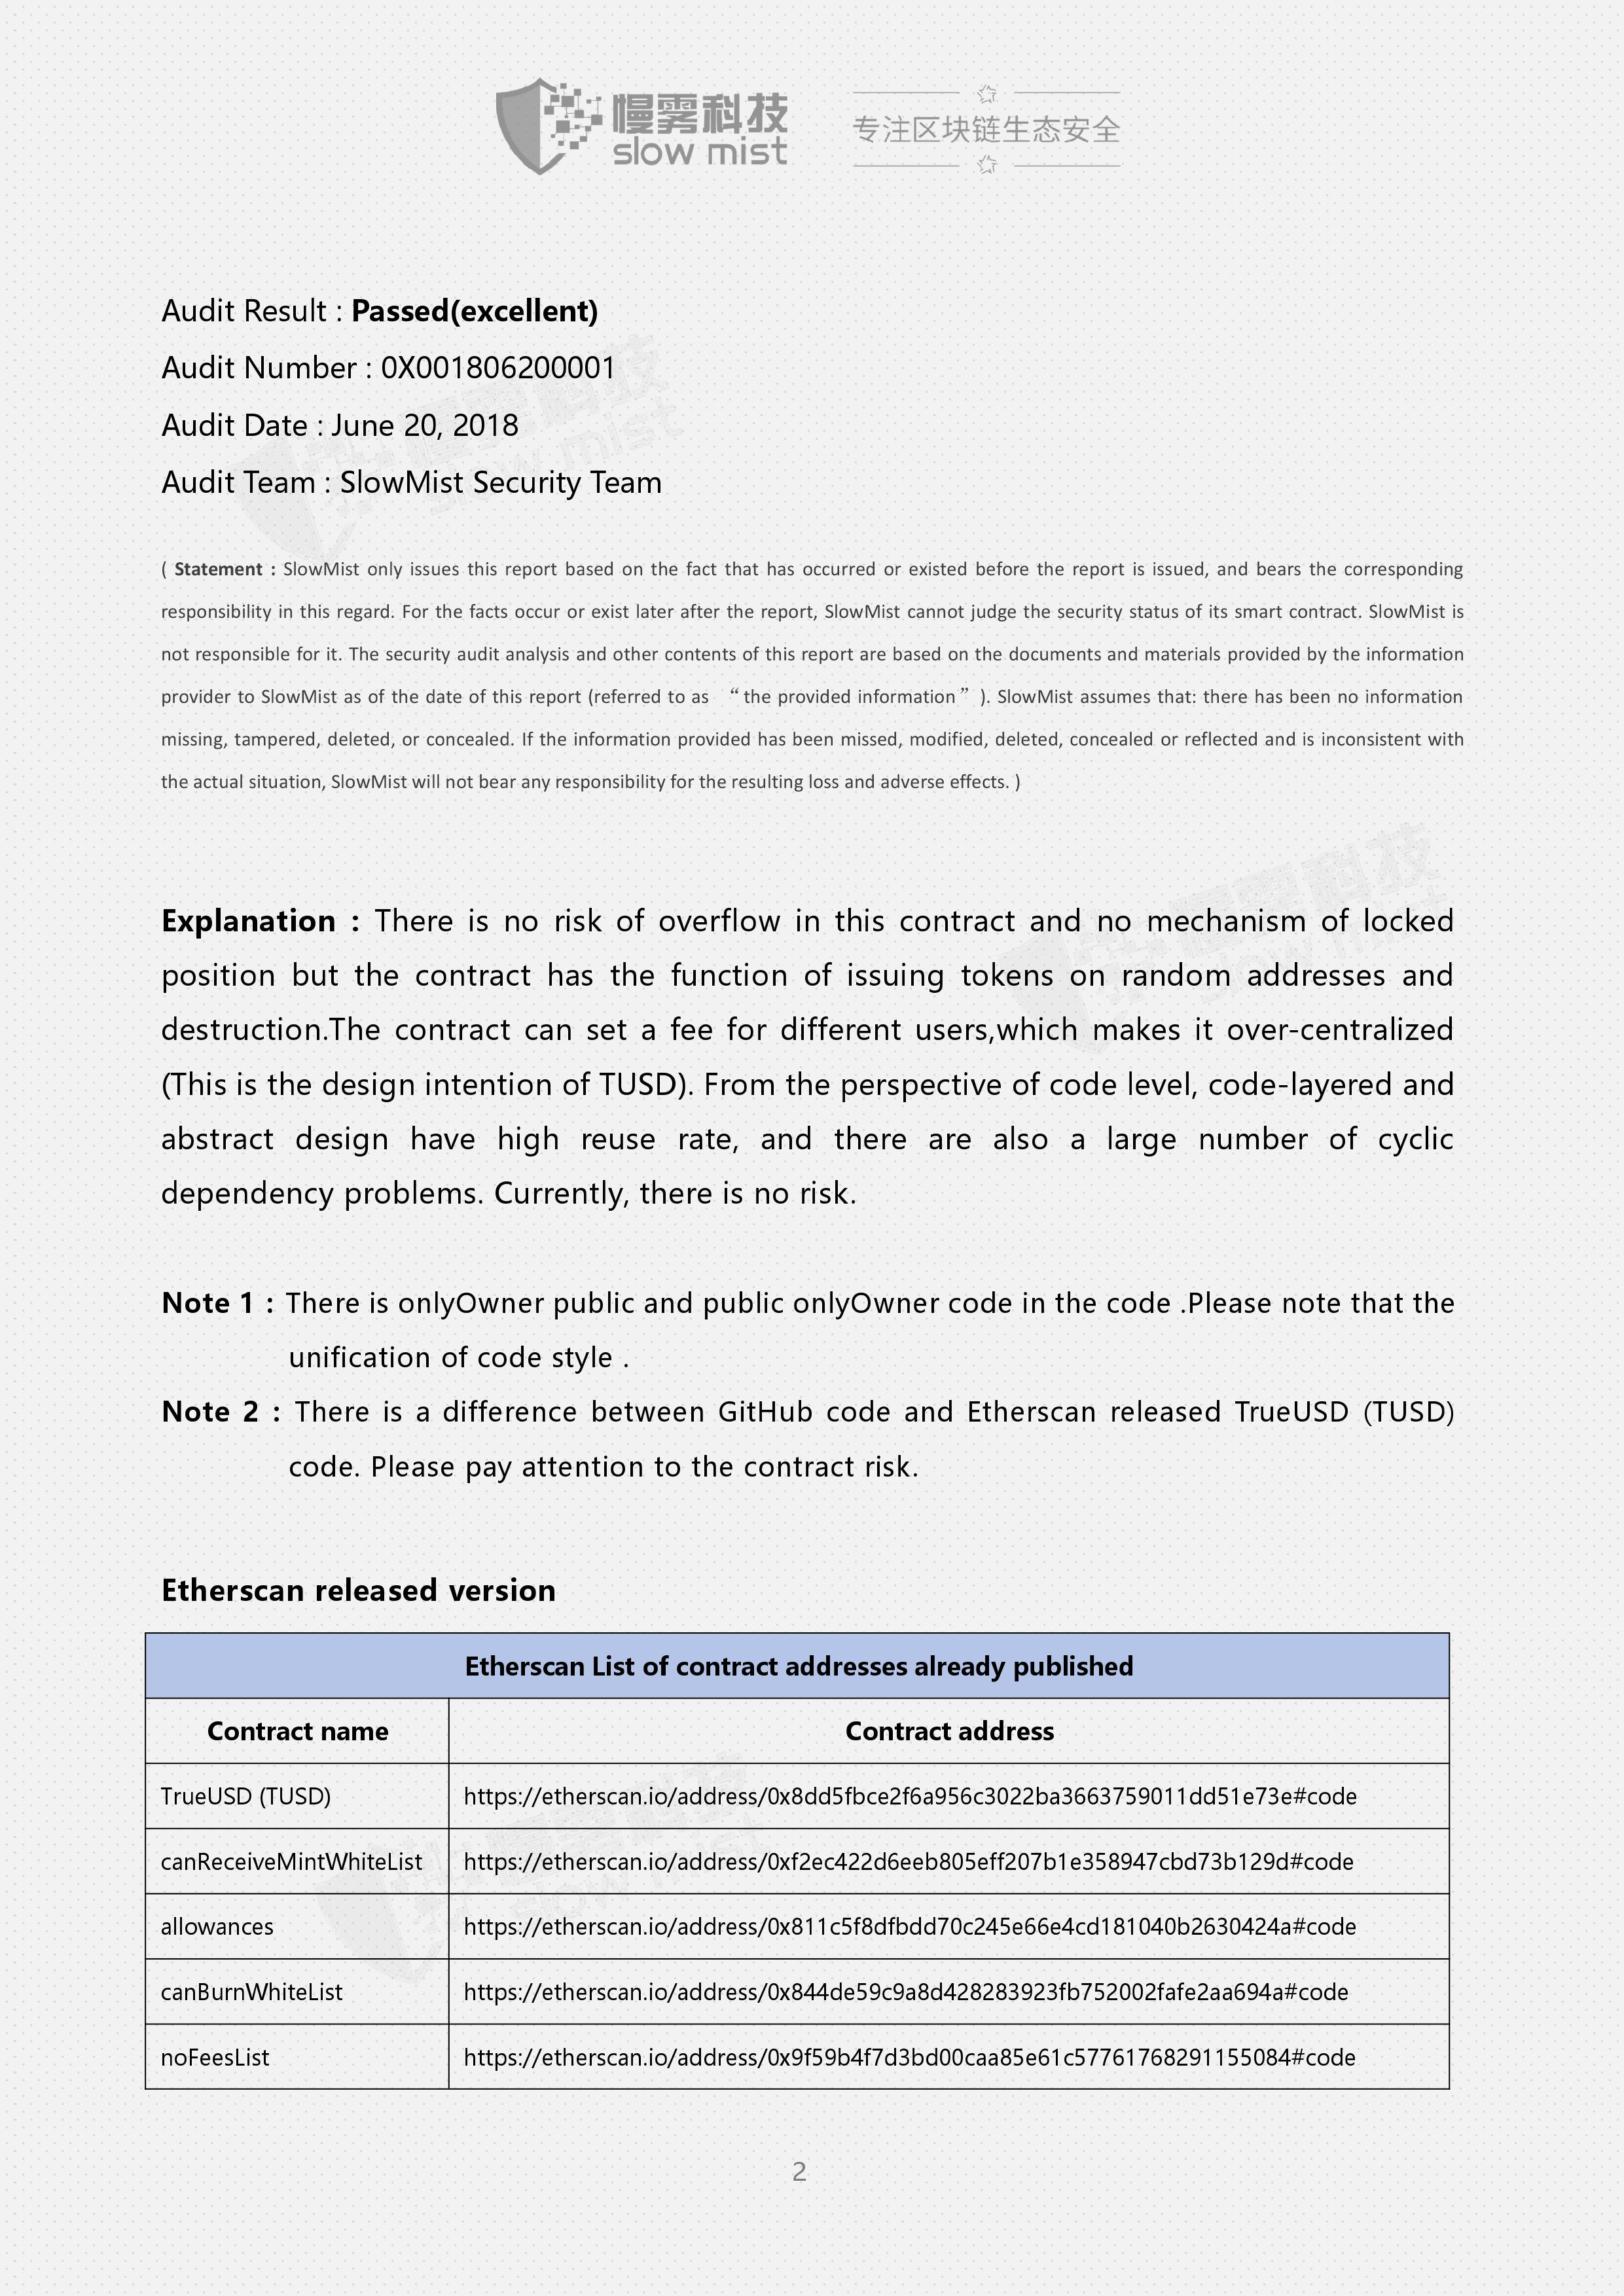 慢雾科技
slow mist
专注区块链生态安全
Audit Result : Passed(excellent)
Audit Number : 0X001806200001
Audit Date : June 20, 2018
Audit Team : SlowMist Security Team
( Statement : SlowMist only issues this report based on the fact that has occurred or existed before the report is issued, and bears the corresponding
responsibility in this regard. For the facts occur or exist later after the report, SlowMist cannot judge the security status of its smart contract. SlowMist is
not responsible for it. The security audit analysis and other contents of this report are based on the documents and materials provided by the information
provider to SlowMist as of the date of this report (referred to as “the provided information”). SlowMist assumes that: there has been no information
missing, tampered, deleted, or concealed. If the information provided has been missed, modified, deleted, concealed or reflected and is inconsistent with
the actual situation, SlowMist will not bear any responsibility for the resulting loss and adverse effects. )
Explanation : There is no risk of overflow in this contract and no mechanism of locked
position but the contract has the function of issuing tokens on random addresses and
destruction.The contract can set a fee for different users,which makes it over-centralized
(This is the design intention of TUSD). From the perspective of code level, code-layered and
abstract design have high reuse rate, and there are also a large number of cyclic
dependency problems. Currently, there is no risk.
Note 1 : There is onlyOwner public and public onlyOwner code in the code .Please note that the
unification of code style .
Note 2 : There is a difference between GitHub code and Etherscan released TrueUSD (TUSD)
code. Please pay attention to the contract risk.
Etherscan released version
Etherscan List of contract addresses already published
Contract name Contract address
TrueUSD (TUSD) https://etherscan.io/address/0x8dd5fbce2f6a956c3022ba3663759011dd51e73e#code
canReceiveMintWhiteList https://etherscan.io/address/0xf2ec422d6eeb805eff207b1e358947cbd73b129d#code
allowances https://etherscan.io/address/0x811c5f8dfbdd70c245e66e4cd181040b2630424a#code
canBurnWhiteList https://etherscan.io/address/0x844de59c9a8d428283923fb752002fafe2aa694a#code
noFeesList https://etherscan.io/address/0x9f59b4f7d3bd00caa85e61c57761768291155084#code
2